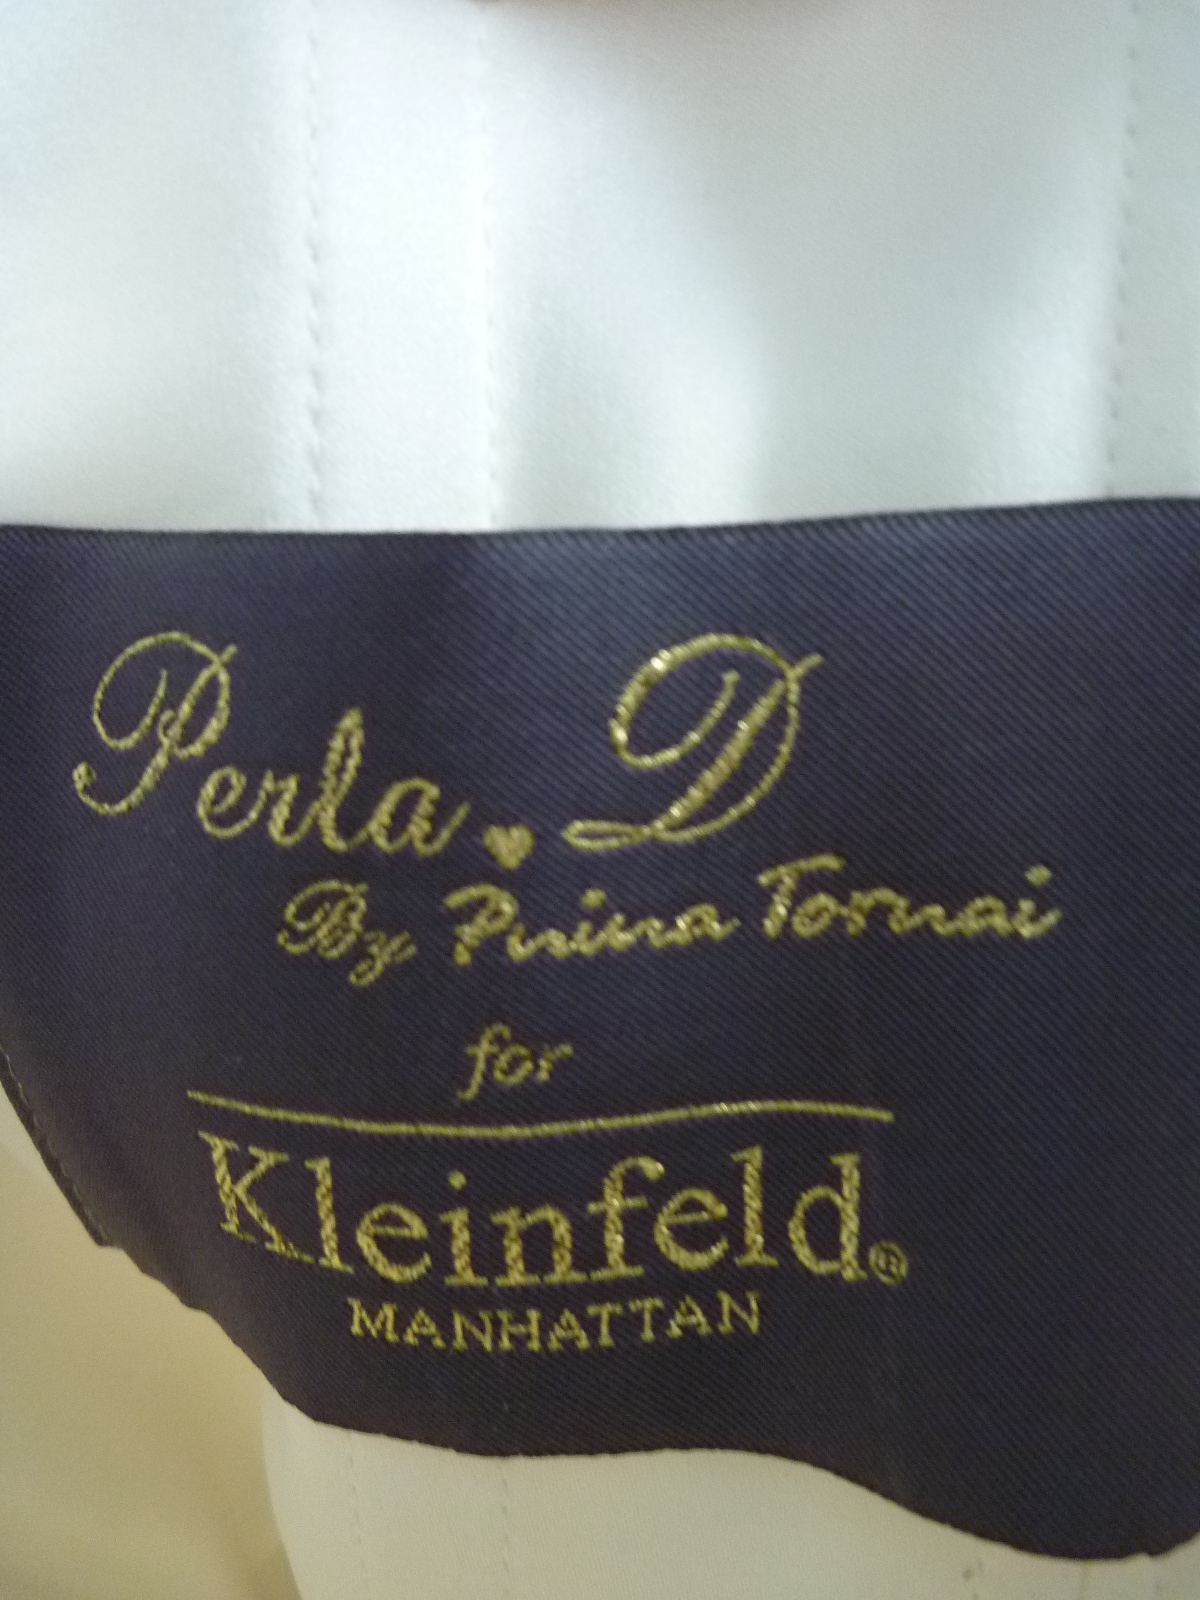 Perla ♥ D
By Pnina Tornai
for
Kleinfeld®
MANHATTAN